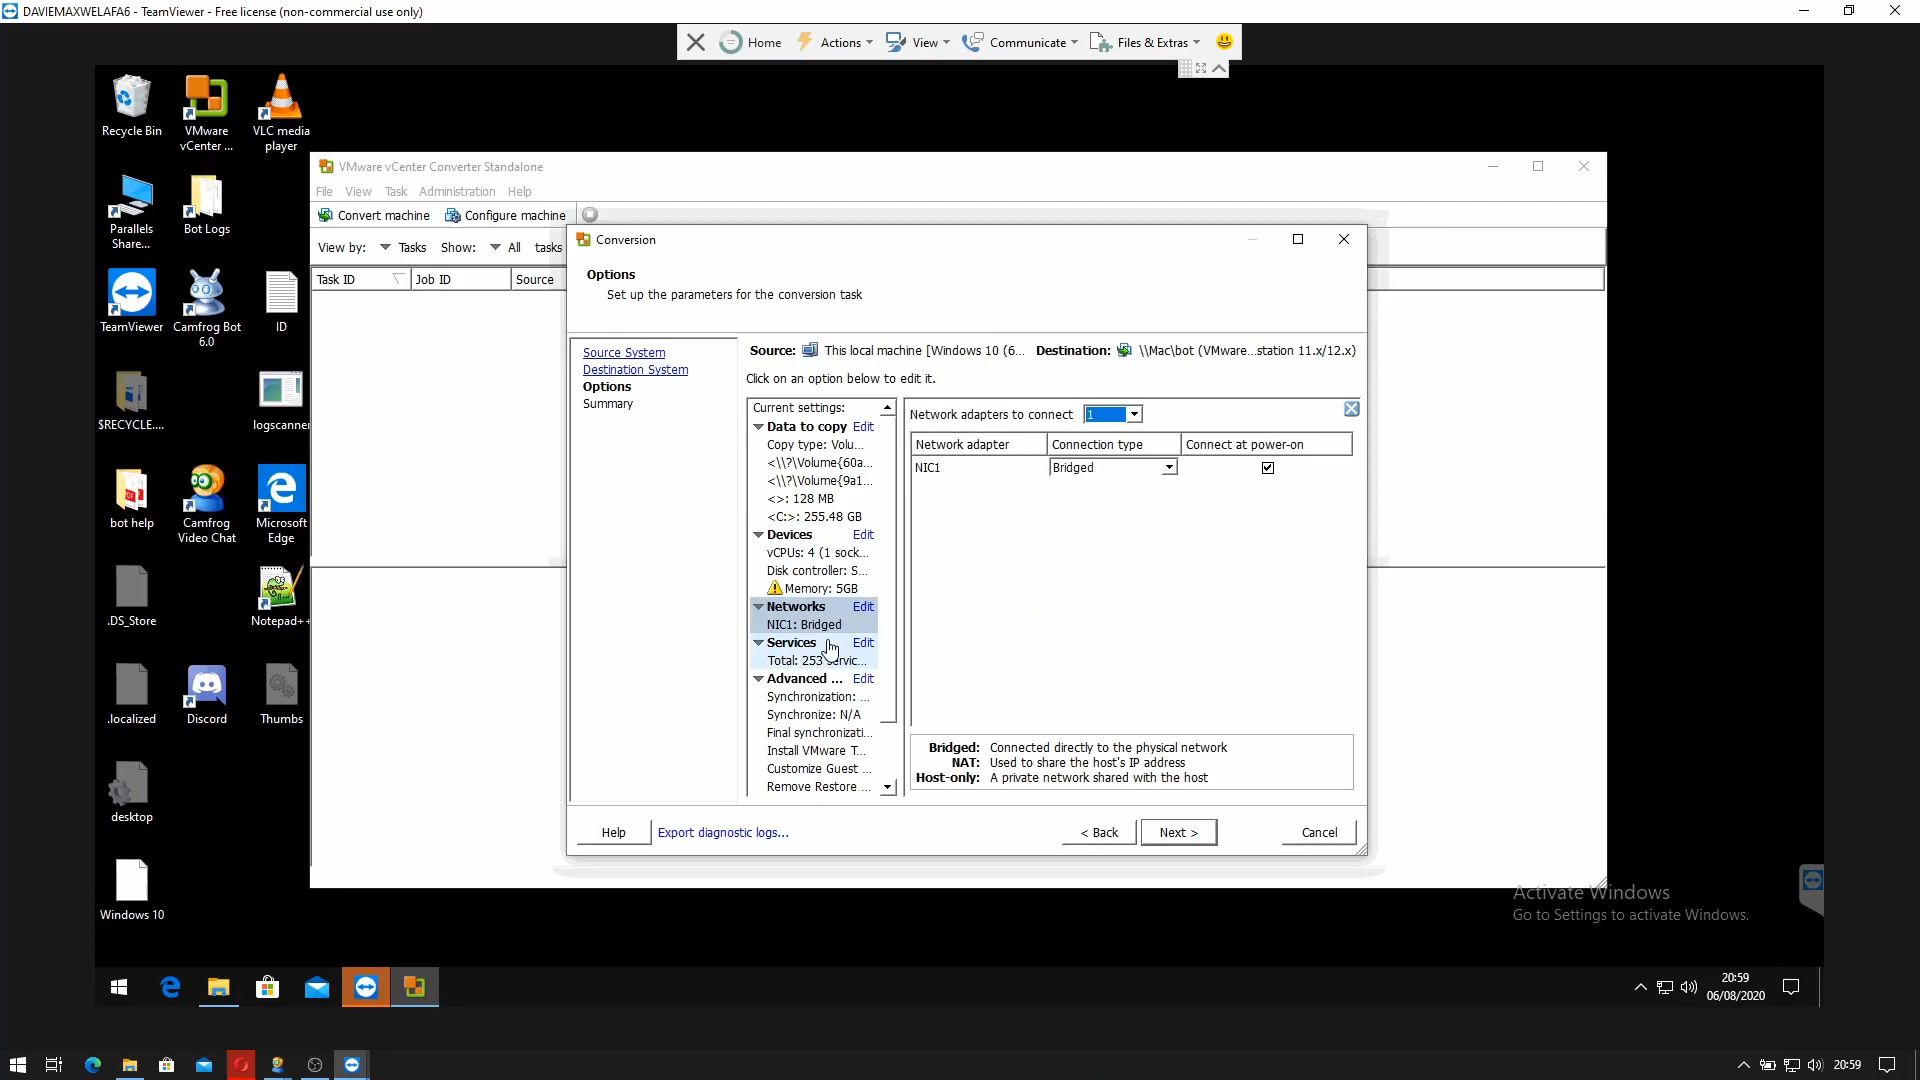 DAVIEMAXWELAFA6 - TeamViewer - Free license (non-commercial use only)
Home
Actions
View
Communicate
Files & Extras
Recycle Bin
VMware vCenter ...
VLC media player
Parallels Share...
Bot Logs
TeamViewer
Camfrog Bot 6.0
ID
$RECYCLE....
logscanner
bot help
Camfrog Video Chat
Microsoft Edge
.DS_Store
Notepad++
.localized
Discord
Thumbs
desktop
Windows 10
VMware vCenter Converter Standalone
File View Task Administration Help
Convert machine
Configure machine
View by: Tasks Show: All tasks
Task ID
Job ID
Source
Conversion
Options
Set up the parameters for the conversion task
Source System
Destination System
Options
Summary
Source: This local machine [Windows 10 (6... Destination: \\Mac\bot (VMware...station 11.x/12.x)
Click on an option below to edit it.
Current settings:
Data to copy Edit
Copy type: Volu...
<\\?\Volume{60a...
<\\?\Volume{9a1...
<>: 128 MB
<C:>: 255.48 GB
Devices Edit
vCPUs: 4 (1 sock...
Disk controller: S...
Memory: 5GB
Networks Edit
NIC1: Bridged
Services Edit
Total: 253 servic...
Advanced ... Edit
Synchronization: ...
Synchronize: N/A
Final synchronizati...
Install VMware T...
Customize Guest ...
Remove Restore ...
Network adapters to connect 1
Network adapter
Connection type
Connect at power-on
NIC1
Bridged
Bridged: Connected directly to the physical network
NAT: Used to share the host's IP address
Host-only: A private network shared with the host
Help
Export diagnostic logs...
< Back
Next >
Cancel
Activate Windows
Go to Settings to activate Windows.
20:59
06/08/2020
20:59